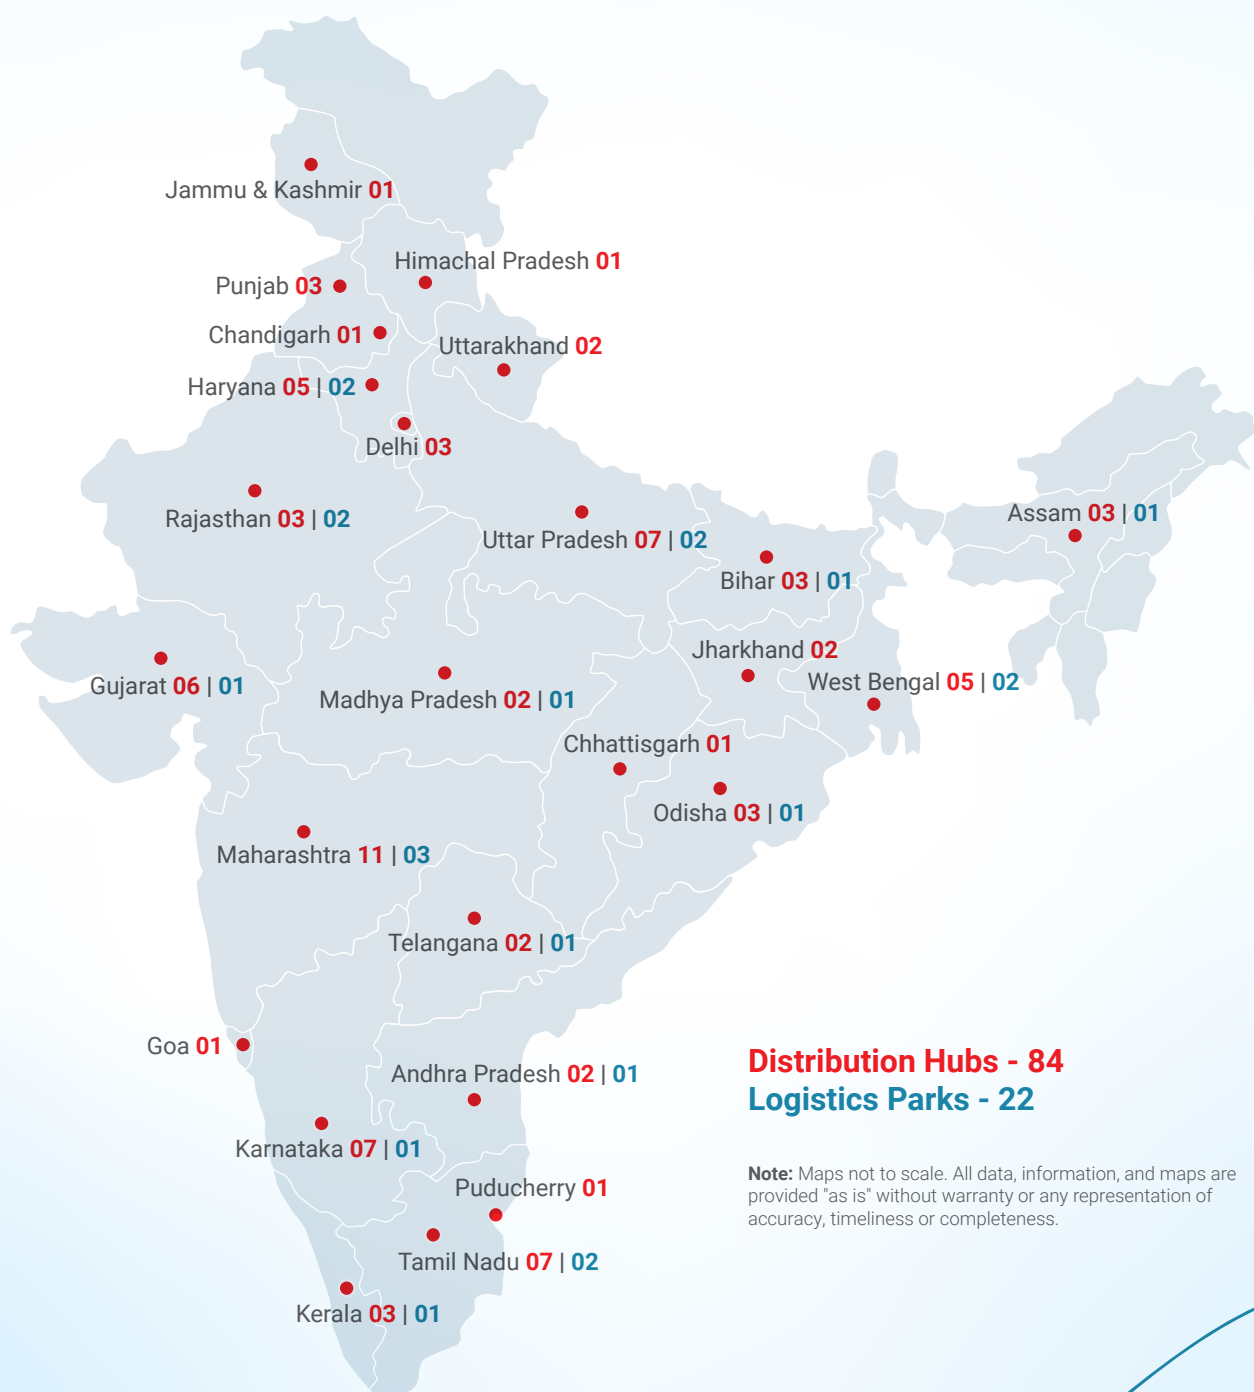 Jammu & Kashmir 01
Himachal Pradesh 01
Punjab 03
Chandigarh 01
Uttarakhand 02
Haryana 05 | 02
Delhi 03
Rajasthan 03 | 02
Uttar Pradesh 07 | 02
Assam 03 | 01
Bihar 03 | 01
Jharkhand 02
Gujarat 06 | 01
Madhya Pradesh 02 | 01
West Bengal 05 | 02
Chhattisgarh 01
Odisha 03 | 01
Maharashtra 11 | 03
Telangana 02 | 01
Goa 01
Andhra Pradesh 02 | 01
Karnataka 07 | 01
Puducherry 01
Tamil Nadu 07 | 02
Kerala 03 | 01
Distribution Hubs - 84
Logistics Parks - 22
Note: Maps not to scale. All data, information, and maps are
provided "as is" without warranty or any representation of
accuracy, timeliness or completeness.